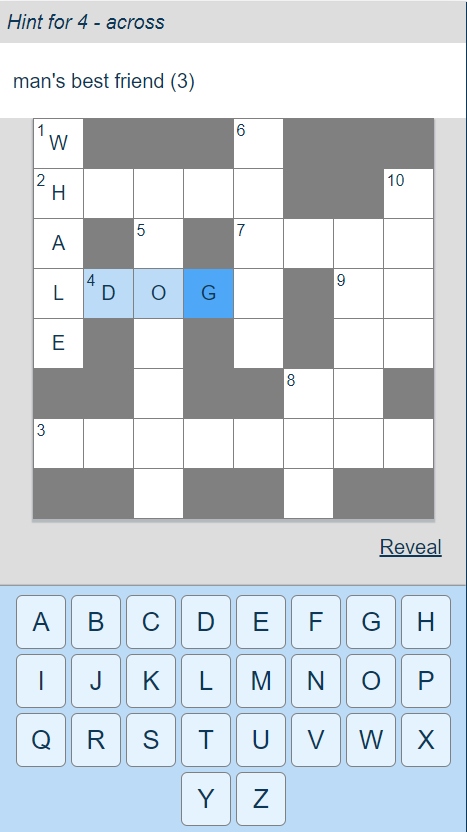 Hint for 4 - across
man's best friend (3)
1 W 6
2 H 10
A 5 7
L 4 D O G 9
E
8
3
Reveal
A B C D E F G H
I J K L M N O P
Q R S T U V W X
Y Z